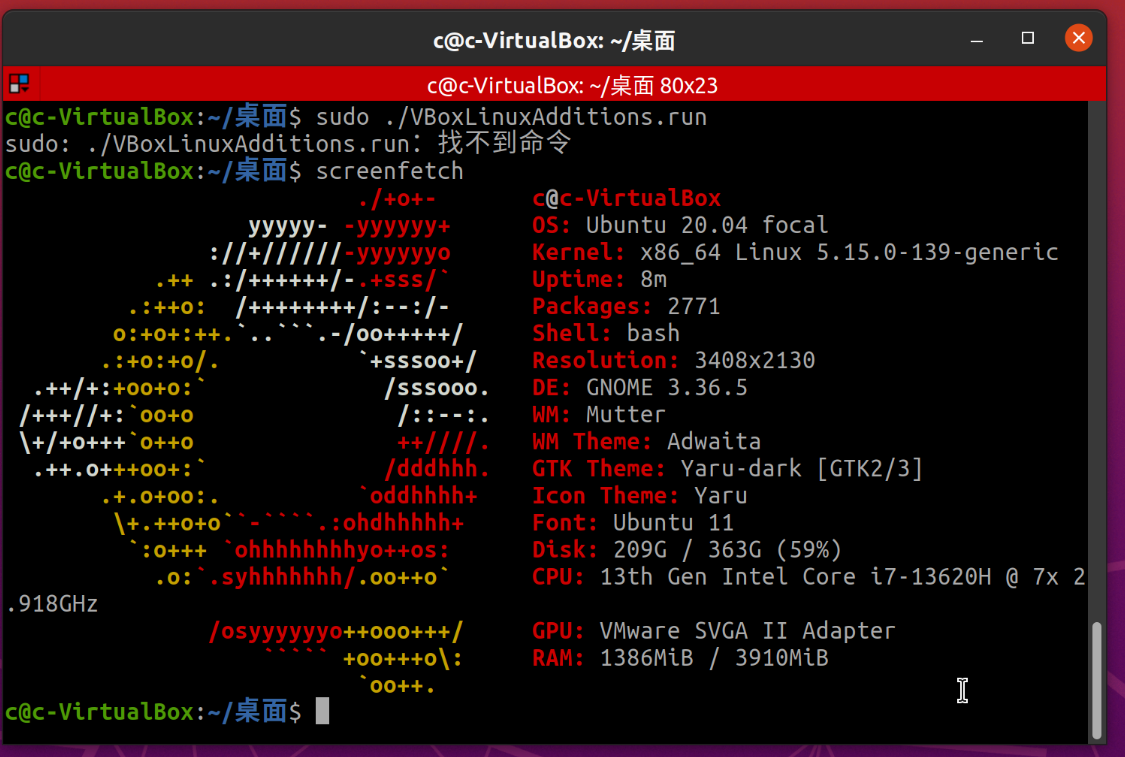 c@c-VirtualBox: ~/桌面
c@c-VirtualBox: ~/桌面 80x23
c@c-VirtualBox:~/桌面$ sudo ./VBoxLinuxAdditions.run
sudo: ./VBoxLinuxAdditions.run: 找不到命令
c@c-VirtualBox:~/桌面$ screenfetch
                          ./+o+-       c@c-VirtualBox
                  yyyyy- -yyyyyy+      OS: Ubuntu 20.04 focal
               ://+//////-yyyyyyo      Kernel: x86_64 Linux 5.15.0-139-generic
           .++ .:/++++++/-.+sss/`      Uptime: 8m
         .:++o:  /++++++++/:--:/-      Packages: 2771
        o:+o+:++.`..```.-/oo+++++/     Shell: bash
       .:+o:+o/.          `+sssoo+/    Resolution: 3408x2130
  .++/+:+oo+o:`             /sssooo.   DE: GNOME 3.36.5
 /+++//+:`oo+o               /::--:.   WM: Mutter
 \+/+o+++`o++o               ++////.   WM Theme: Adwaita
  .++.o+++oo+:`             /dddhhh.   GTK Theme: Yaru-dark [GTK2/3]
       .+.o+oo:.          `oddhhhh+    Icon Theme: Yaru
        \+.++o+o``-````.:ohdhhhhh+     Font: Ubuntu 11
         `:o+++ `ohhhhhhhhyo++os:      Disk: 209G / 363G (59%)
           .o:`.syhhhhhhh/.oo++o`      CPU: 13th Gen Intel Core i7-13620H @ 7x 2
.918GHz
               /osyyyyyyo++ooo+++/     GPU: VMware SVGA II Adapter
                   ````` +oo+++o\:     RAM: 1386MiB / 3910MiB
                          `oo++.
c@c-VirtualBox:~/桌面$